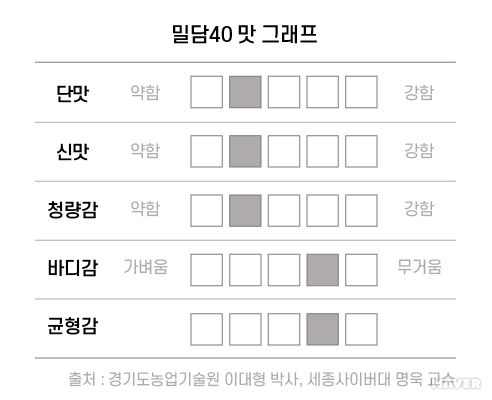 밀담40 맛 그래프
단맛 약함 강함
신맛 약함 강함
청량감 약함 강함
바디감 가벼움 무거움
균형감
출처 : 경기도농업기술원 이대형 박사, 세종사이버대 명욱 교수
NAVER